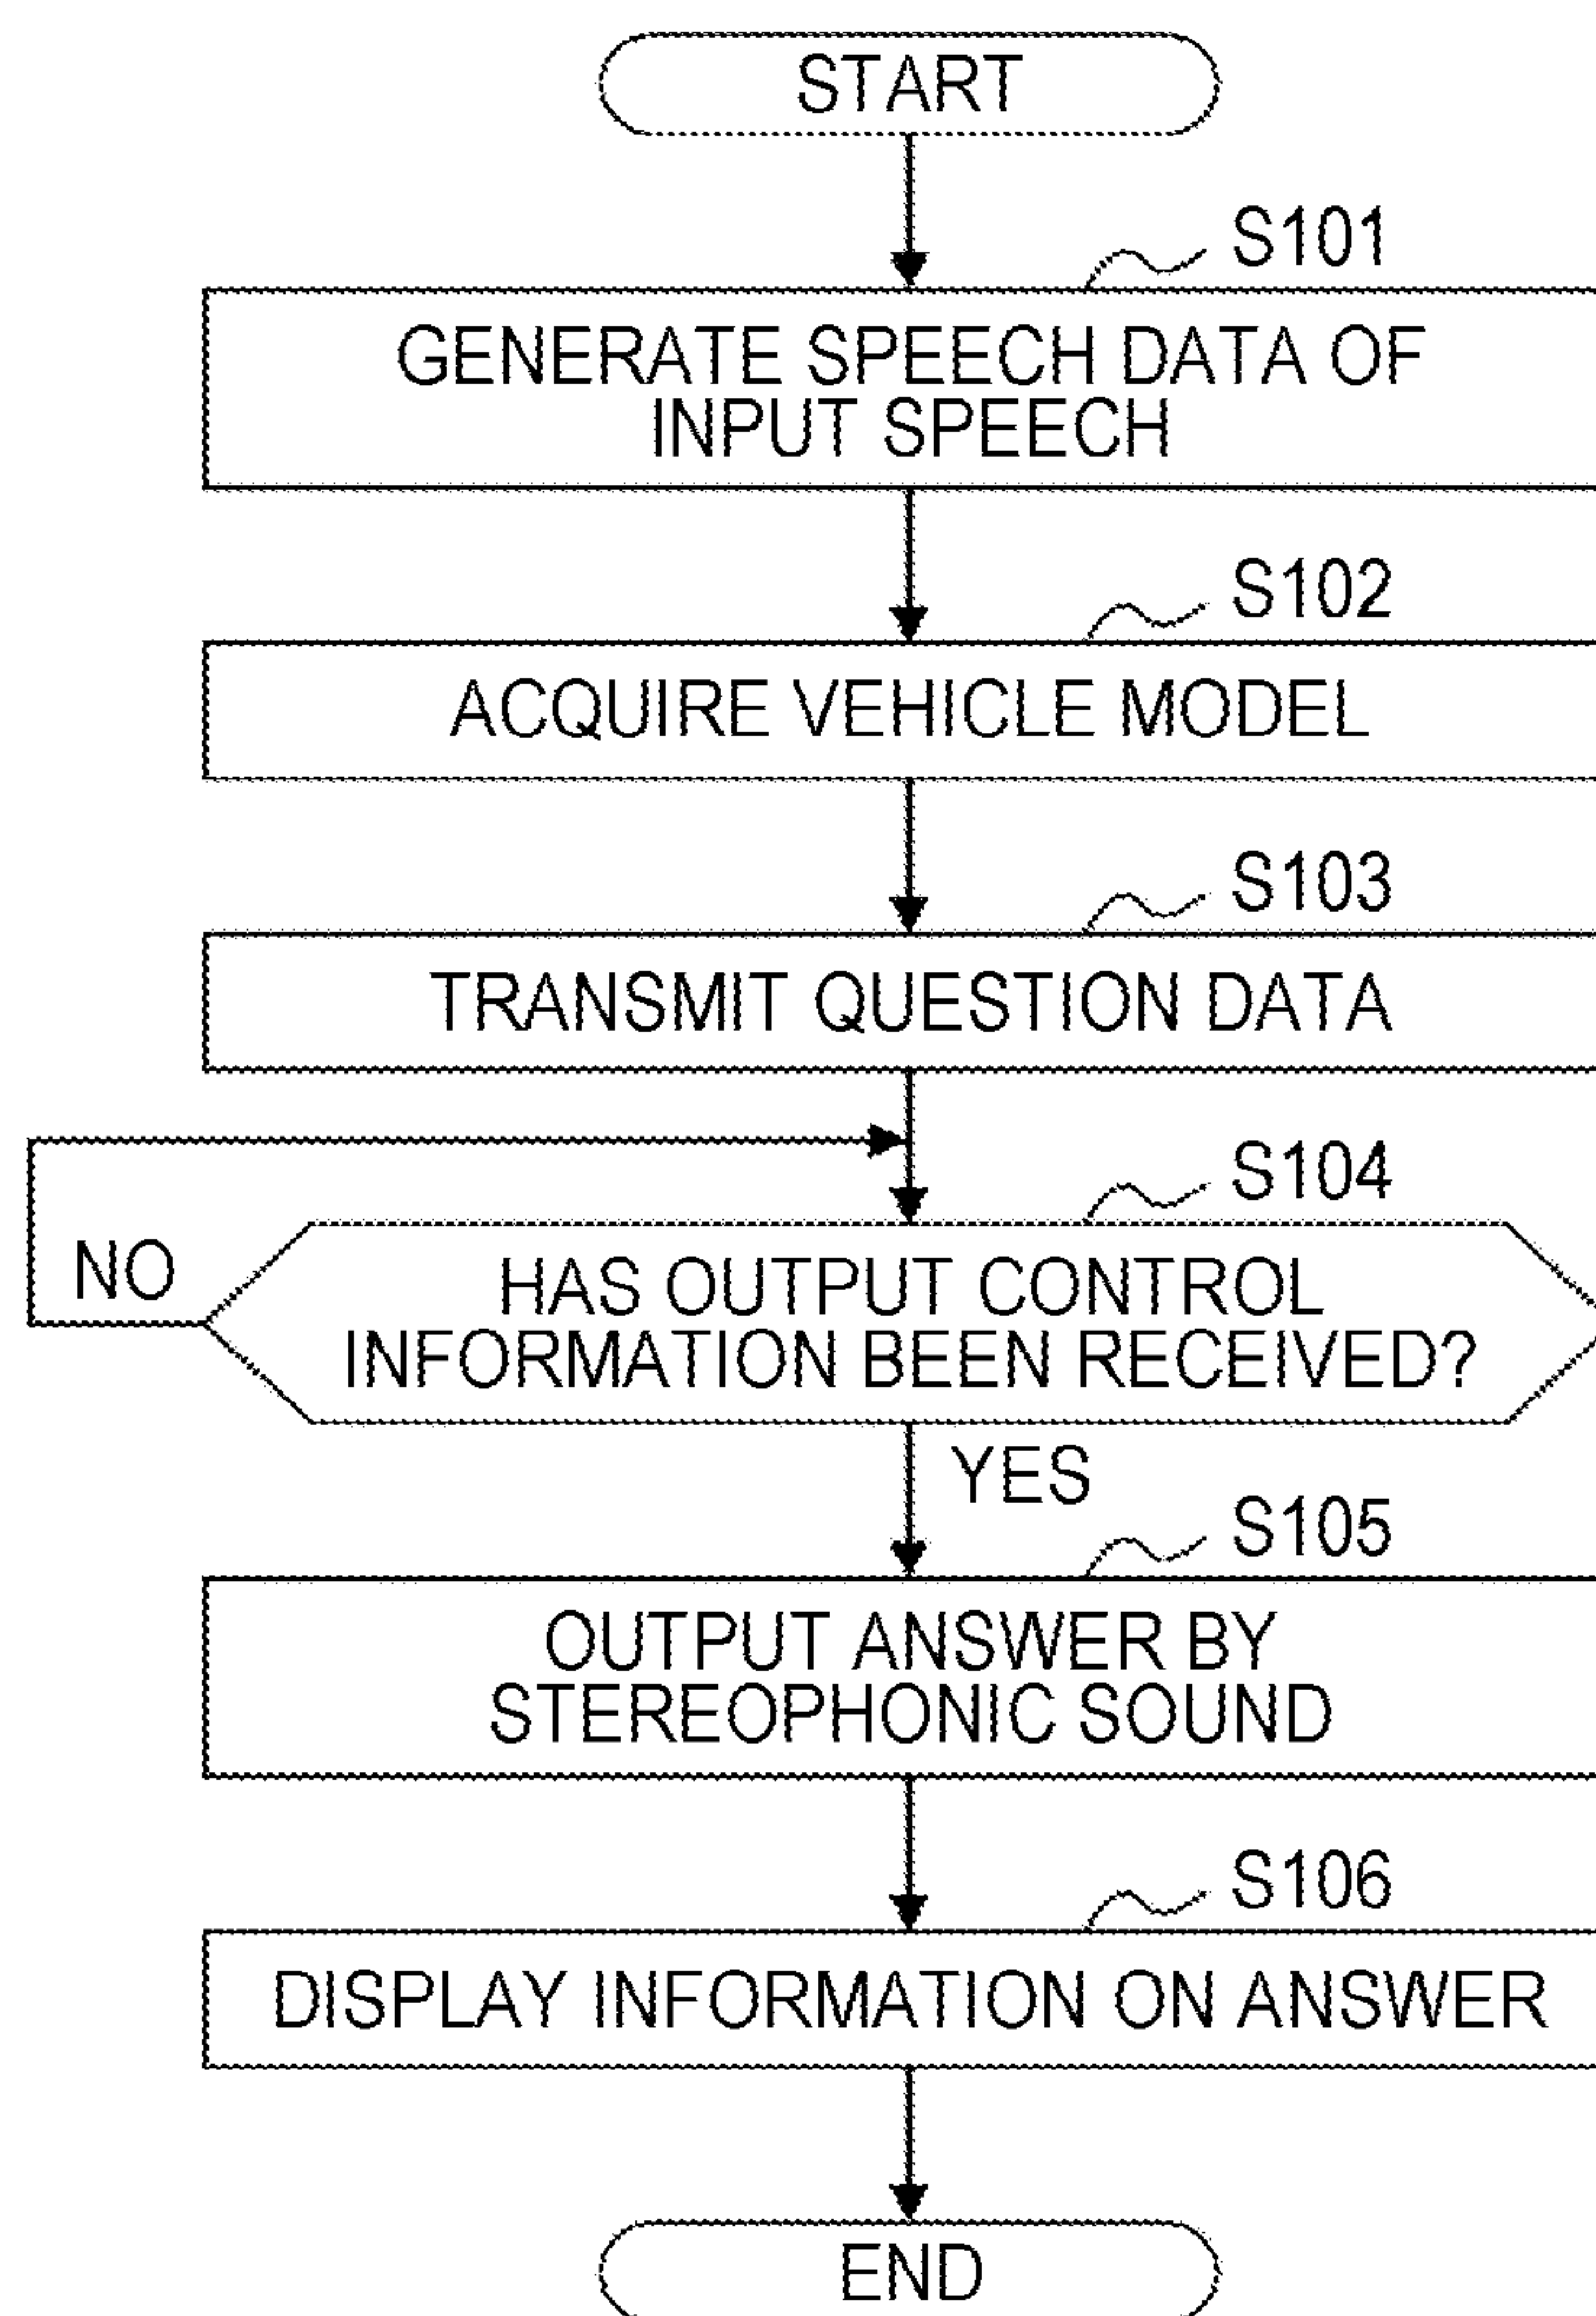 START
S101
GENERATE SPEECH DATA OF
INPUT SPEECH
S102
ACQUIRE VEHICLE MODEL
S103
TRANSMIT QUESTION DATA
S104
NO
HAS OUTPUT CONTROL
INFORMATION BEEN RECEIVED?
YES
S105
OUTPUT ANSWER BY
STEREOPHONIC SOUND
S106
DISPLAY INFORMATION ON ANSWER
END